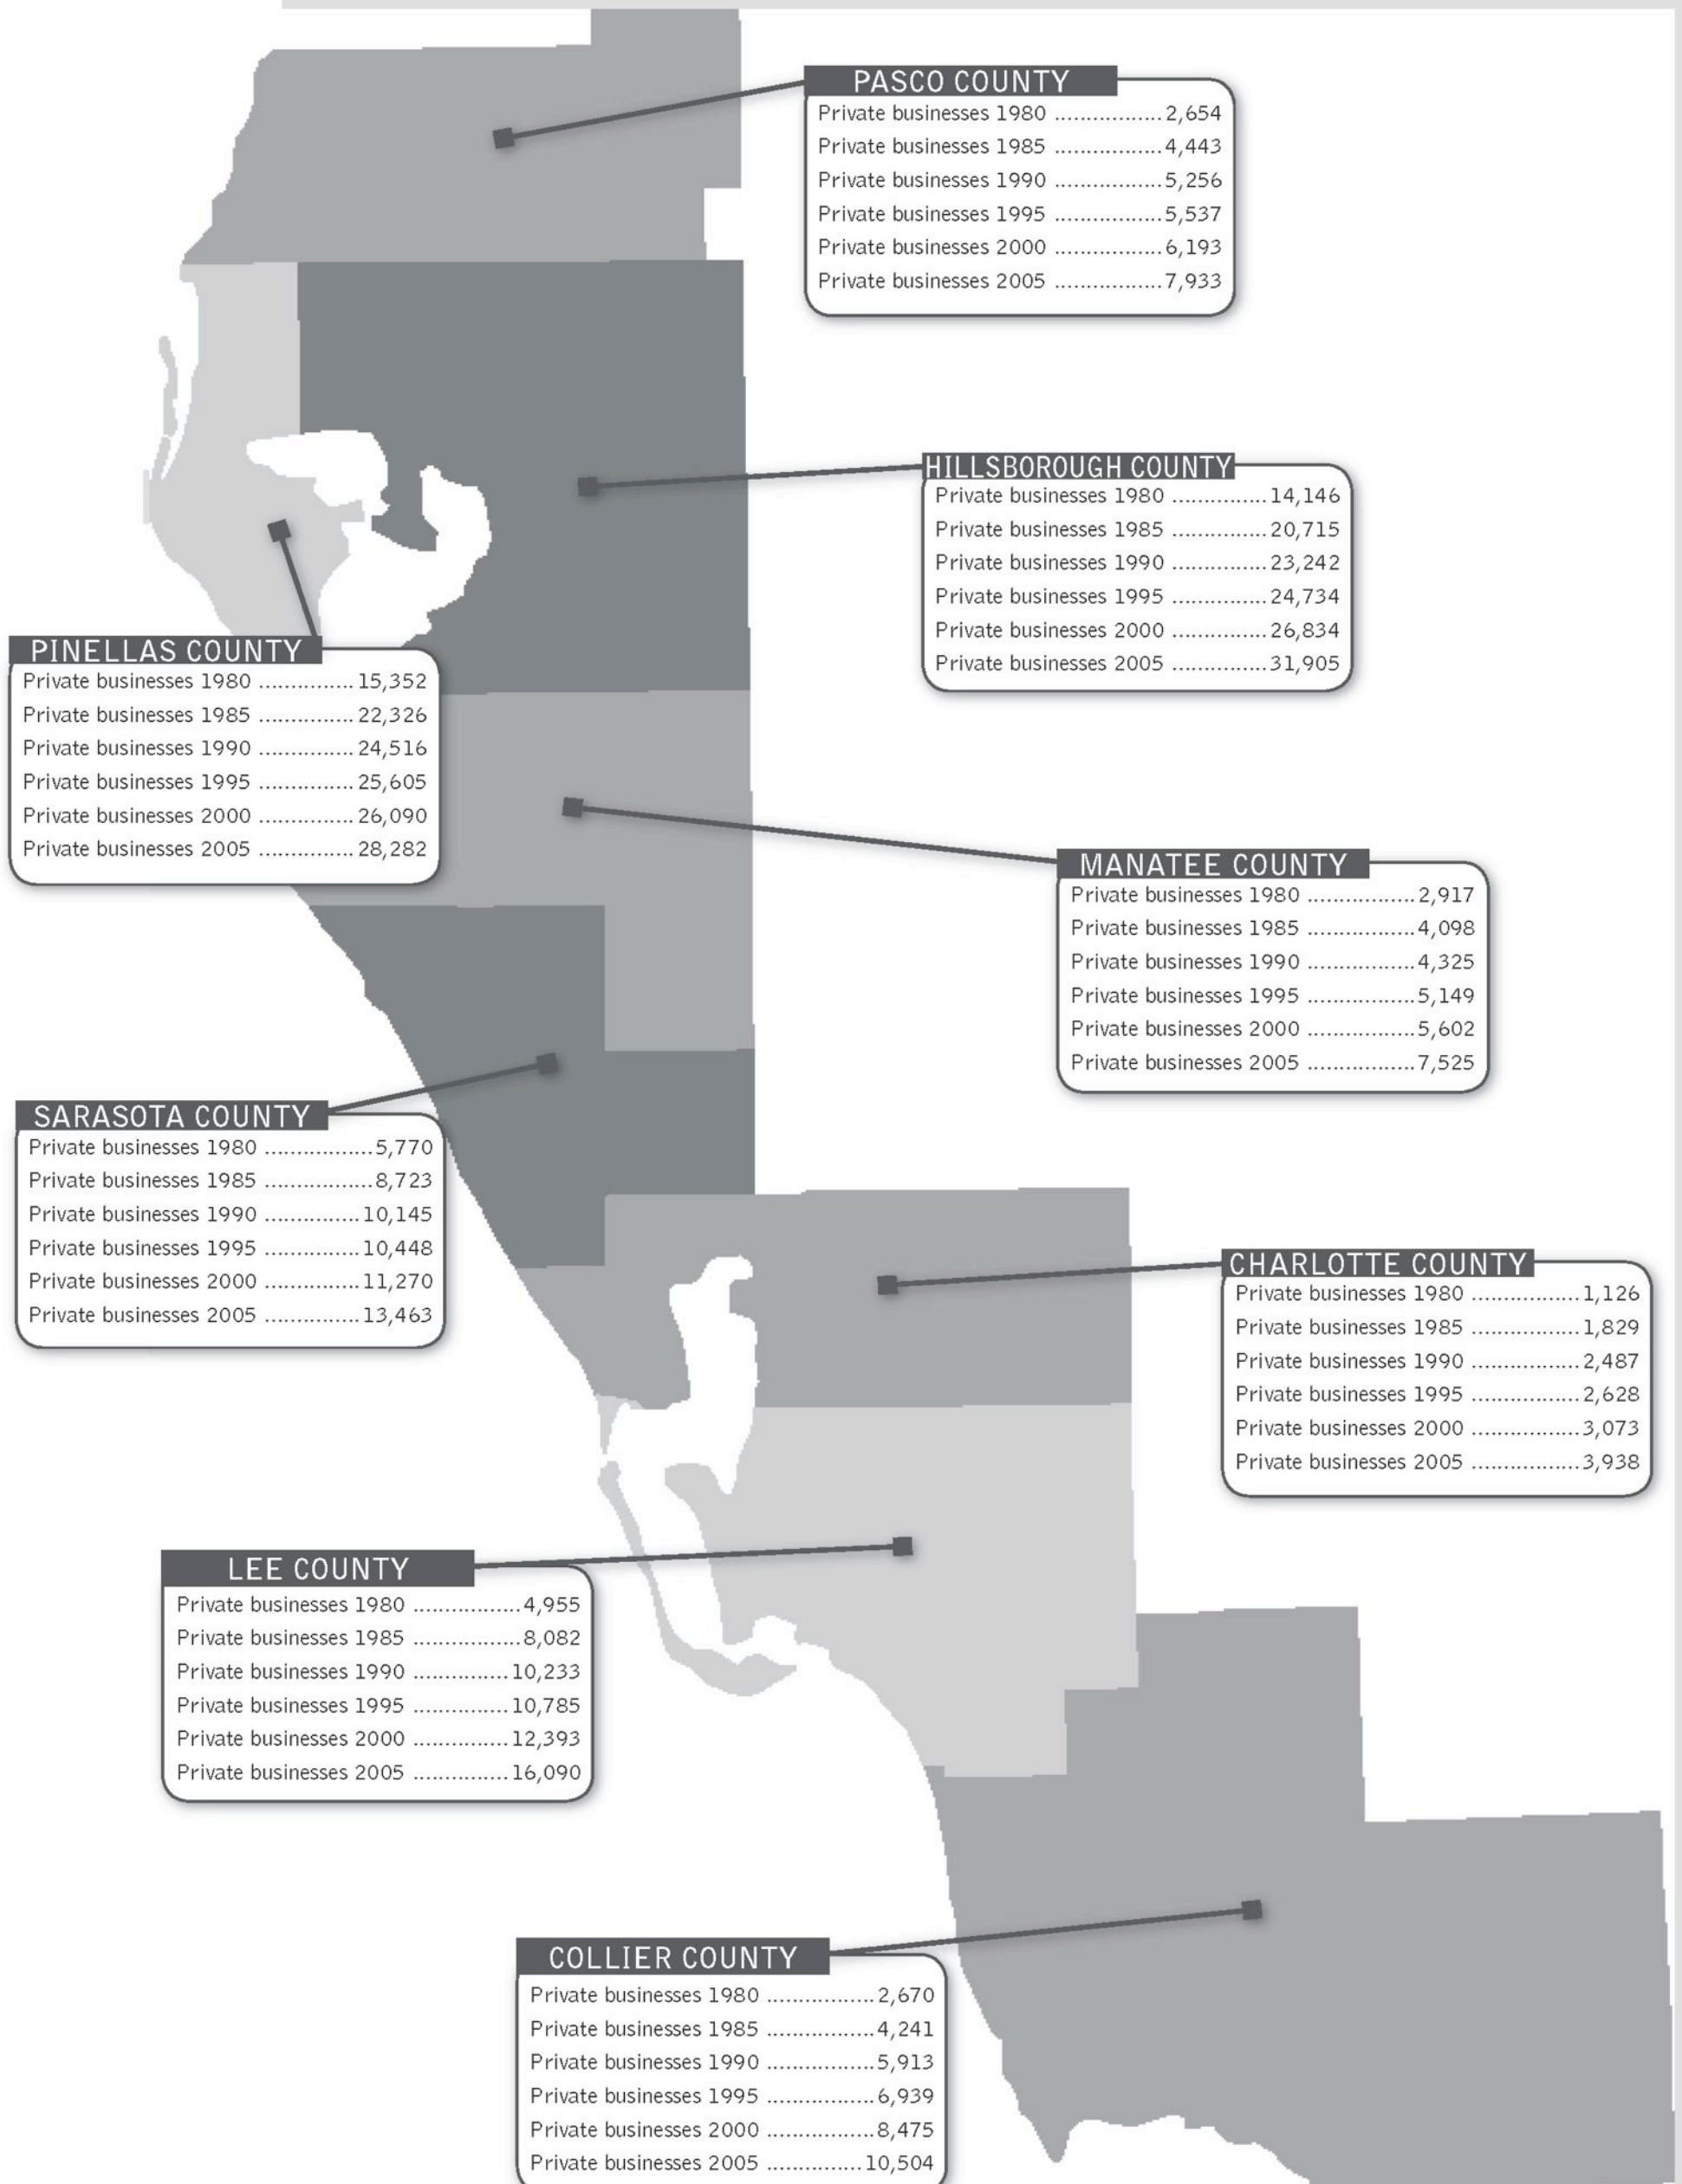 PASCO COUNTY
Private businesses 1980 .................2,654
Private businesses 1985 .................4,443
Private businesses 1990 .................5,256
Private businesses 1995 .................5,537
Private businesses 2000 .................6,193
Private businesses 2005 .................7,933
HILLSBOROUGH COUNTY
Private businesses 1980 ...............14,146
Private businesses 1985 ...............20,715
Private businesses 1990 ...............23,242
Private businesses 1995 ...............24,734
Private businesses 2000 ...............26,834
Private businesses 2005 ...............31,905
PINELLAS COUNTY
Private businesses 1980 ...............15,352
Private businesses 1985 ...............22,326
Private businesses 1990 ...............24,516
Private businesses 1995 ...............25,605
Private businesses 2000 ...............26,090
Private businesses 2005 ...............28,282
MANATEE COUNTY
Private businesses 1980 .................2,917
Private businesses 1985 .................4,098
Private businesses 1990 .................4,325
Private businesses 1995 .................5,149
Private businesses 2000 .................5,602
Private businesses 2005 .................7,525
SARASOTA COUNTY
Private businesses 1980 .................5,770
Private businesses 1985 .................8,723
Private businesses 1990 ...............10,145
Private businesses 1995 ...............10,448
Private businesses 2000 ...............11,270
Private businesses 2005 ...............13,463
CHARLOTTE COUNTY
Private businesses 1980 .................1,126
Private businesses 1985 .................1,829
Private businesses 1990 .................2,487
Private businesses 1995 .................2,628
Private businesses 2000 .................3,073
Private businesses 2005 .................3,938
LEE COUNTY
Private businesses 1980 .................4,955
Private businesses 1985 .................8,082
Private businesses 1990 ...............10,233
Private businesses 1995 ...............10,785
Private businesses 2000 ...............12,393
Private businesses 2005 ...............16,090
COLLIER COUNTY
Private businesses 1980 .................2,670
Private businesses 1985 .................4,241
Private businesses 1990 .................5,913
Private businesses 1995 .................6,939
Private businesses 2000 .................8,475
Private businesses 2005 ...............10,504